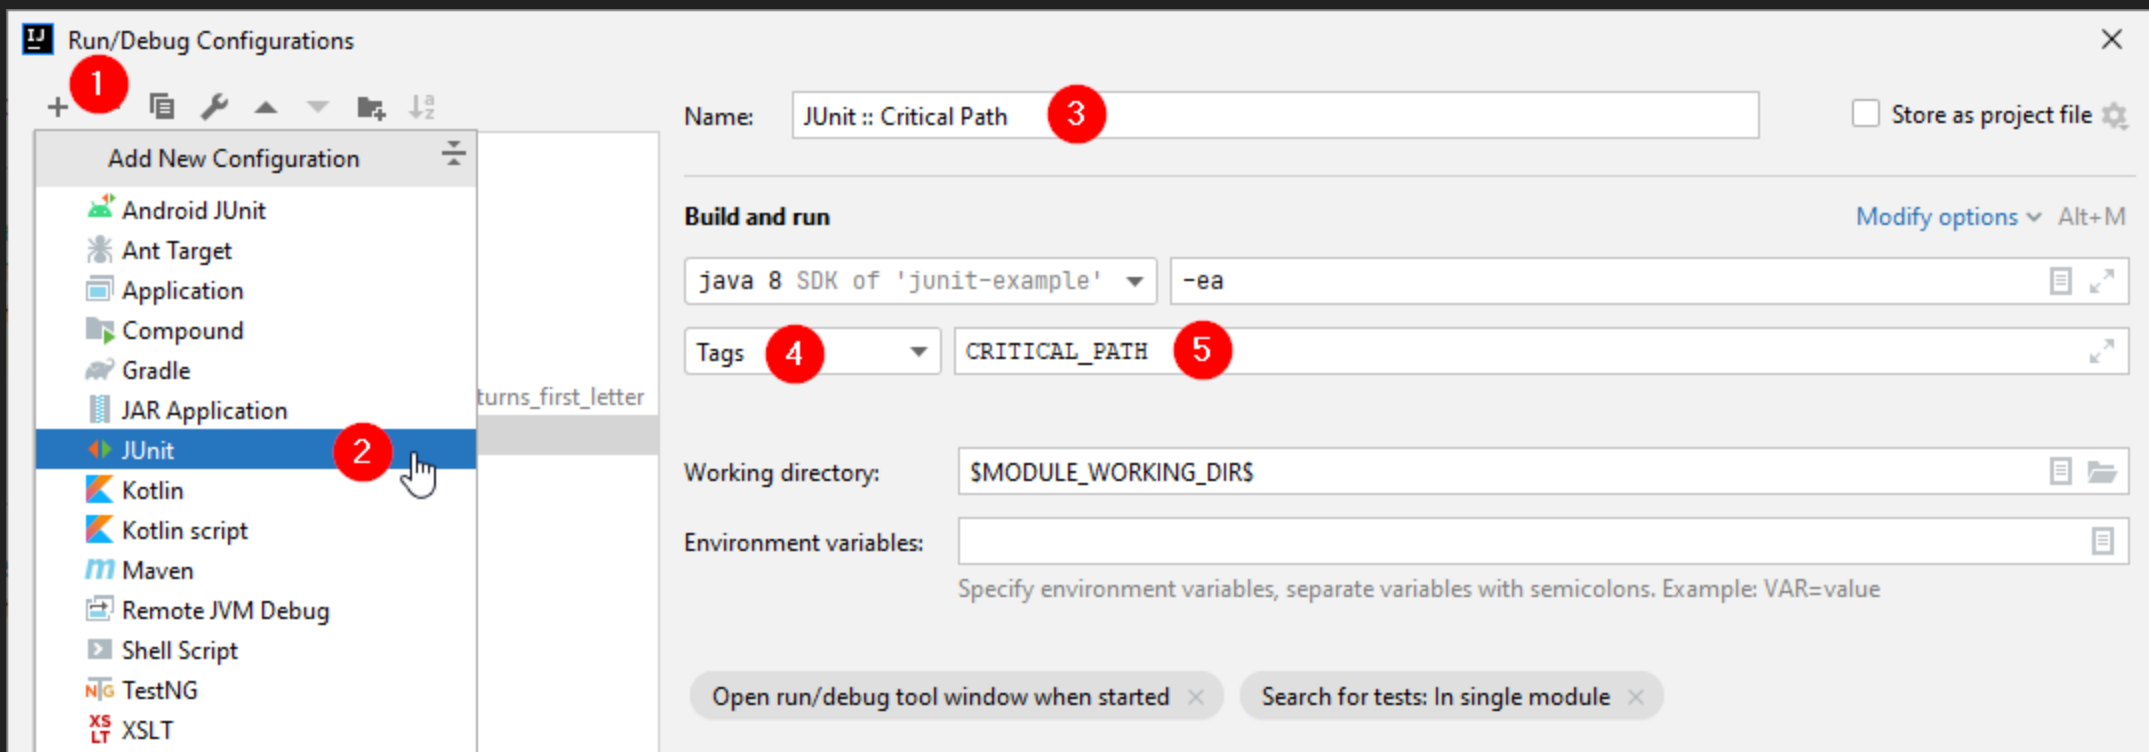 IJ
Run/Debug Configurations
1
a
z
Add New Configuration
Android JUnit
Ant Target
Application
Compound
Gradle
JAR Application
JUnit 2
Kotlin
Kotlin script
m Maven
Remote JVM Debug
Shell Script
NG TestNG
XS
LT XSLT
turns_first_letter
Name: JUnit :: Critical Path 3 Store as project file
Build and run Modify options Alt+M
java 8 SDK of 'junit-example' -ea
Tags 4 CRITICAL_PATH 5
Working directory: $MODULE_WORKING_DIR$
Environment variables:
Specify environment variables, separate variables with semicolons. Example: VAR=value
Open run/debug tool window when started × Search for tests: In single module ×